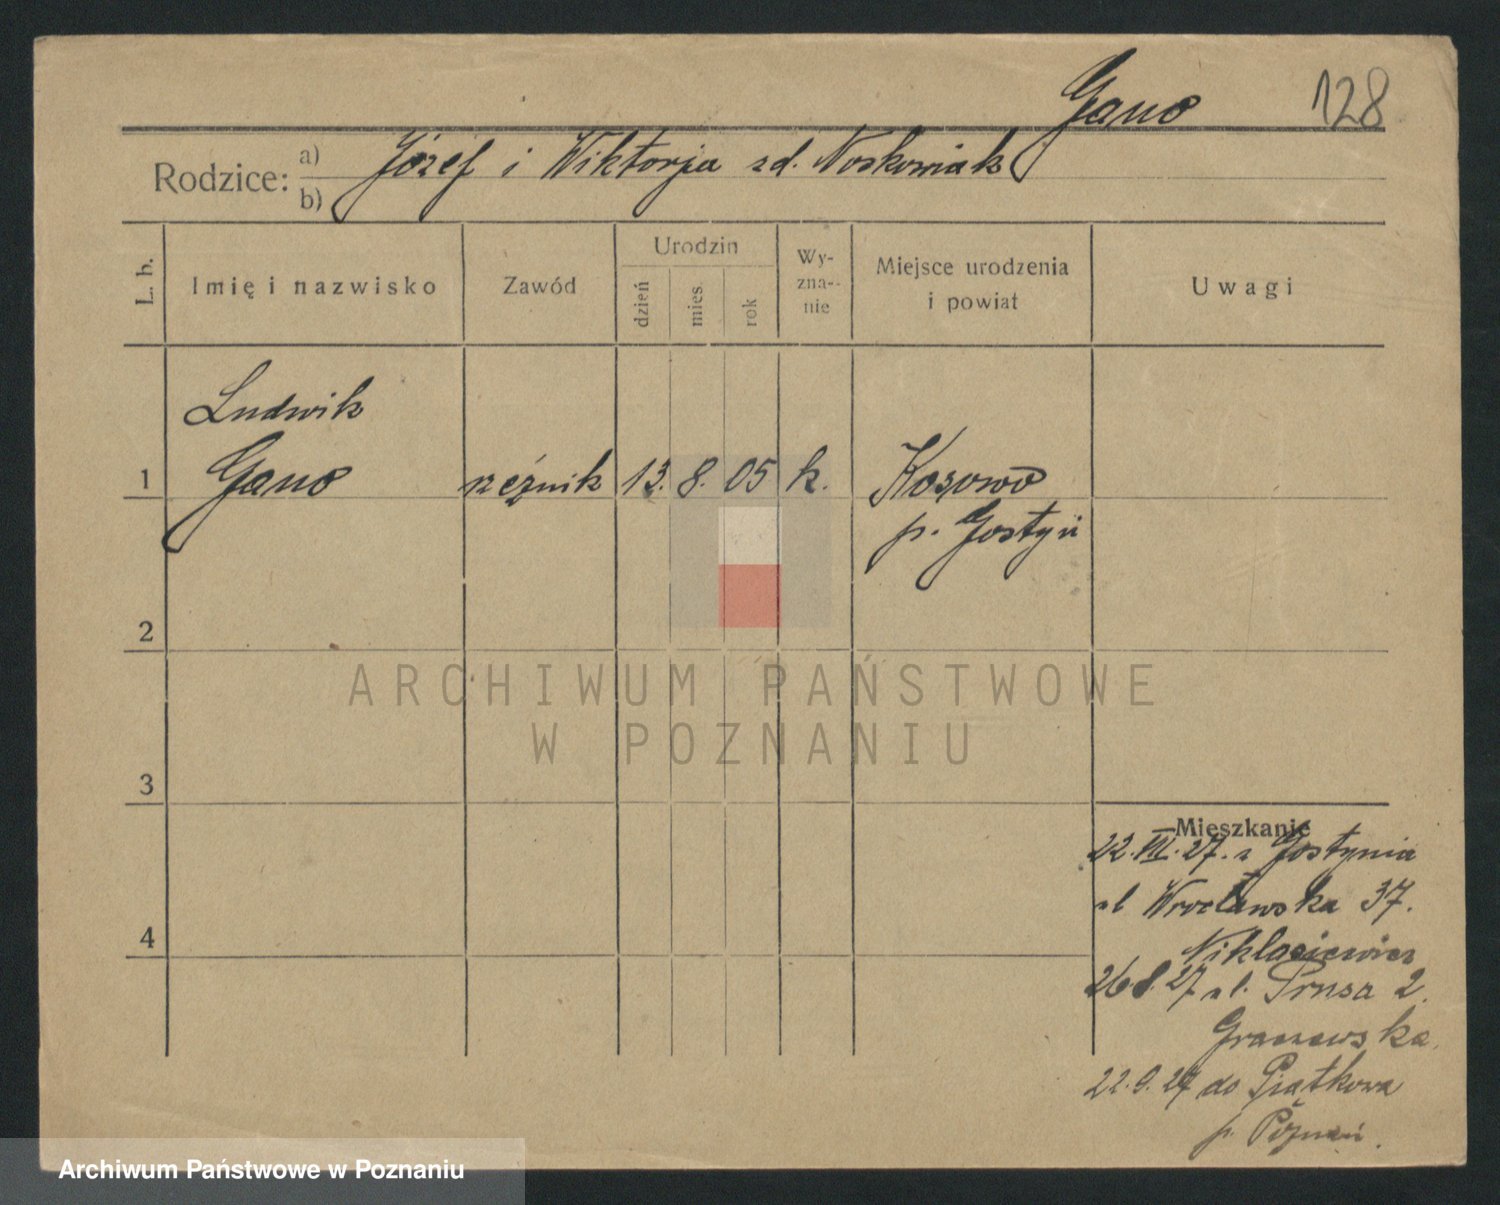 Gano 128
Rodzice: a) b) Józef i Wiktorja zd. Noskowiak
L. b. Imię i nazwisko Zawód Urodzin dzień mies. rok Wy-zna-nie Miejsce urodzenia i powiat Uwagi
Ludwik
1 Gano rzeźnik 13. 8. 05 k. Kosowo
p. Gostyń
2
ARCHIWUM PAŃSTWOWE
W POZNANIU
3
Mieszkanie
22.VII.27. z Gostynia
ul Wrocławska 37.
4
26 8. 27 ul. Prusa 2.
22.9.27 do Piątkowa
p. Poznań.
Archiwum Państwowe w Poznaniu